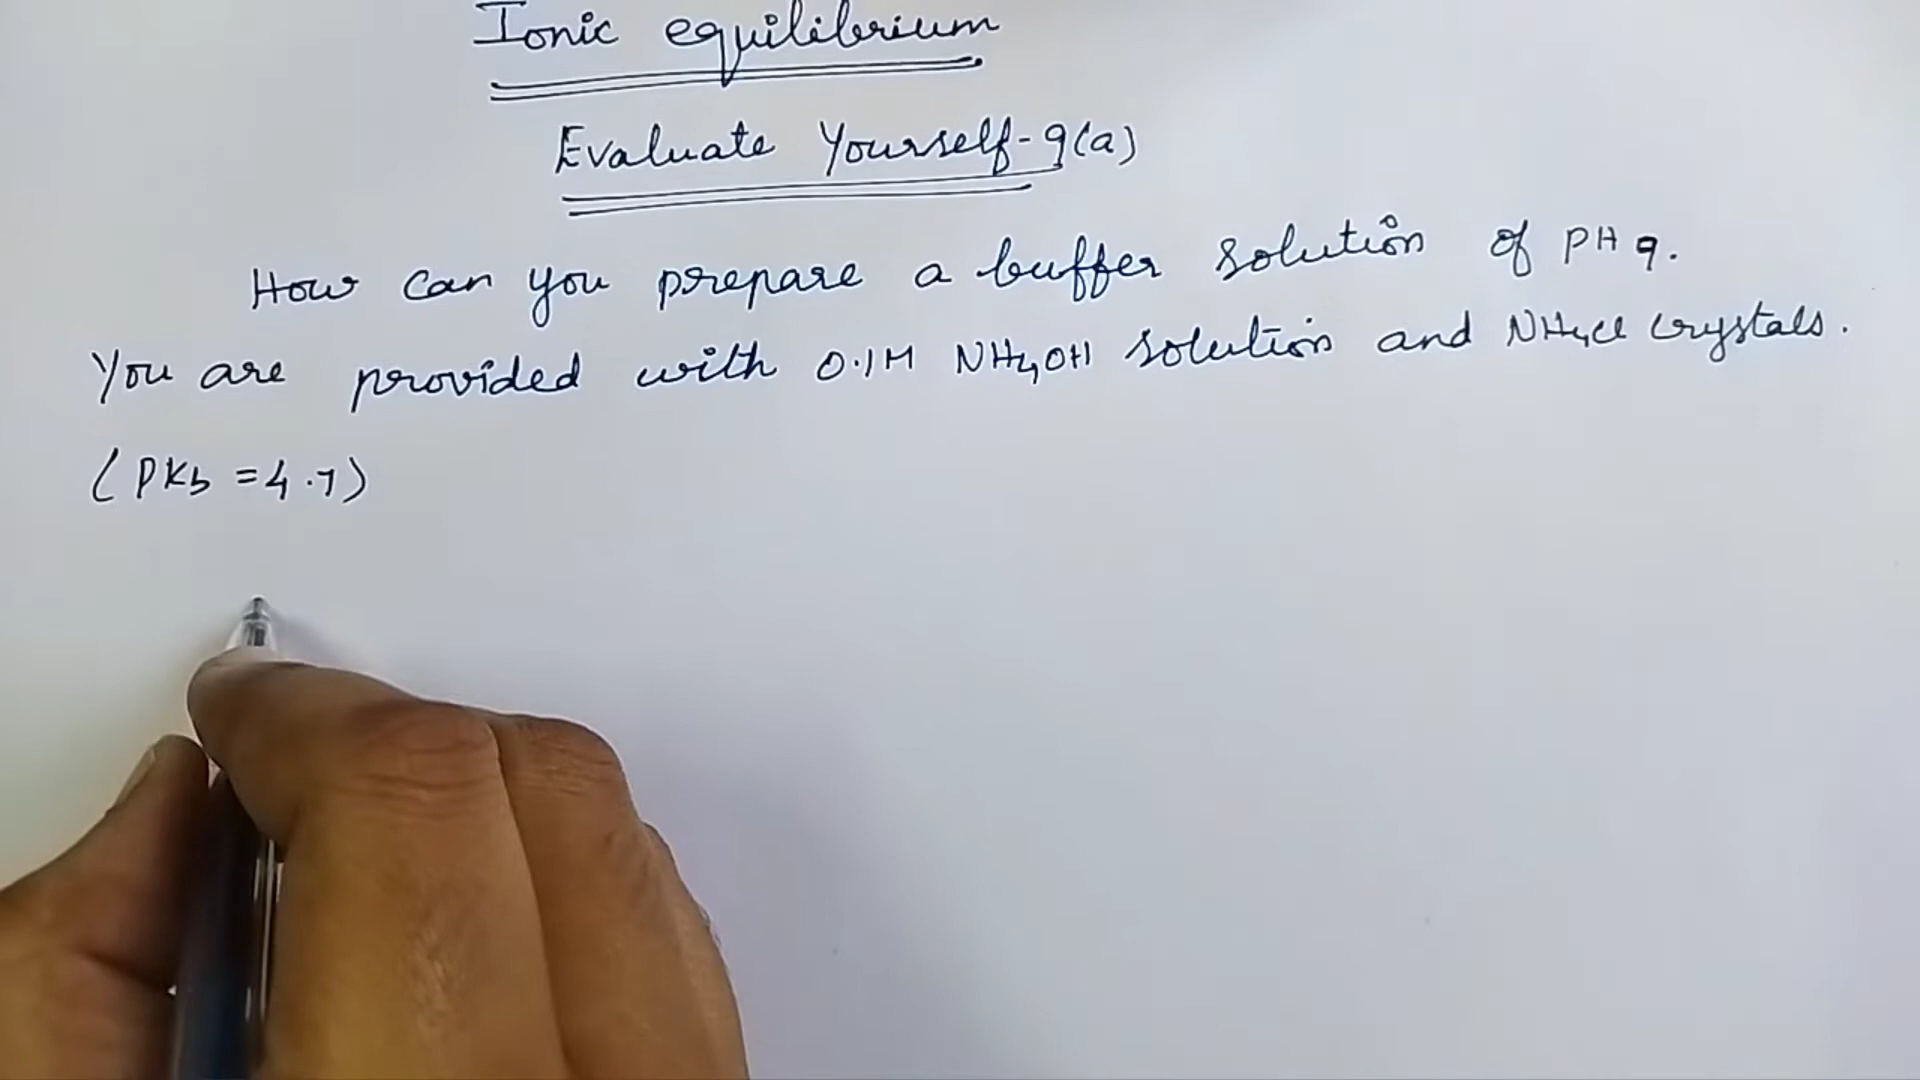 Ionic equilibrium
Evaluate Yourself-9(a)
How can you prepare a buffer solution of PH 9.
You are provided with 0.1M NH4OH solution and NH4Cl crystals.
(PKb = 4.7)